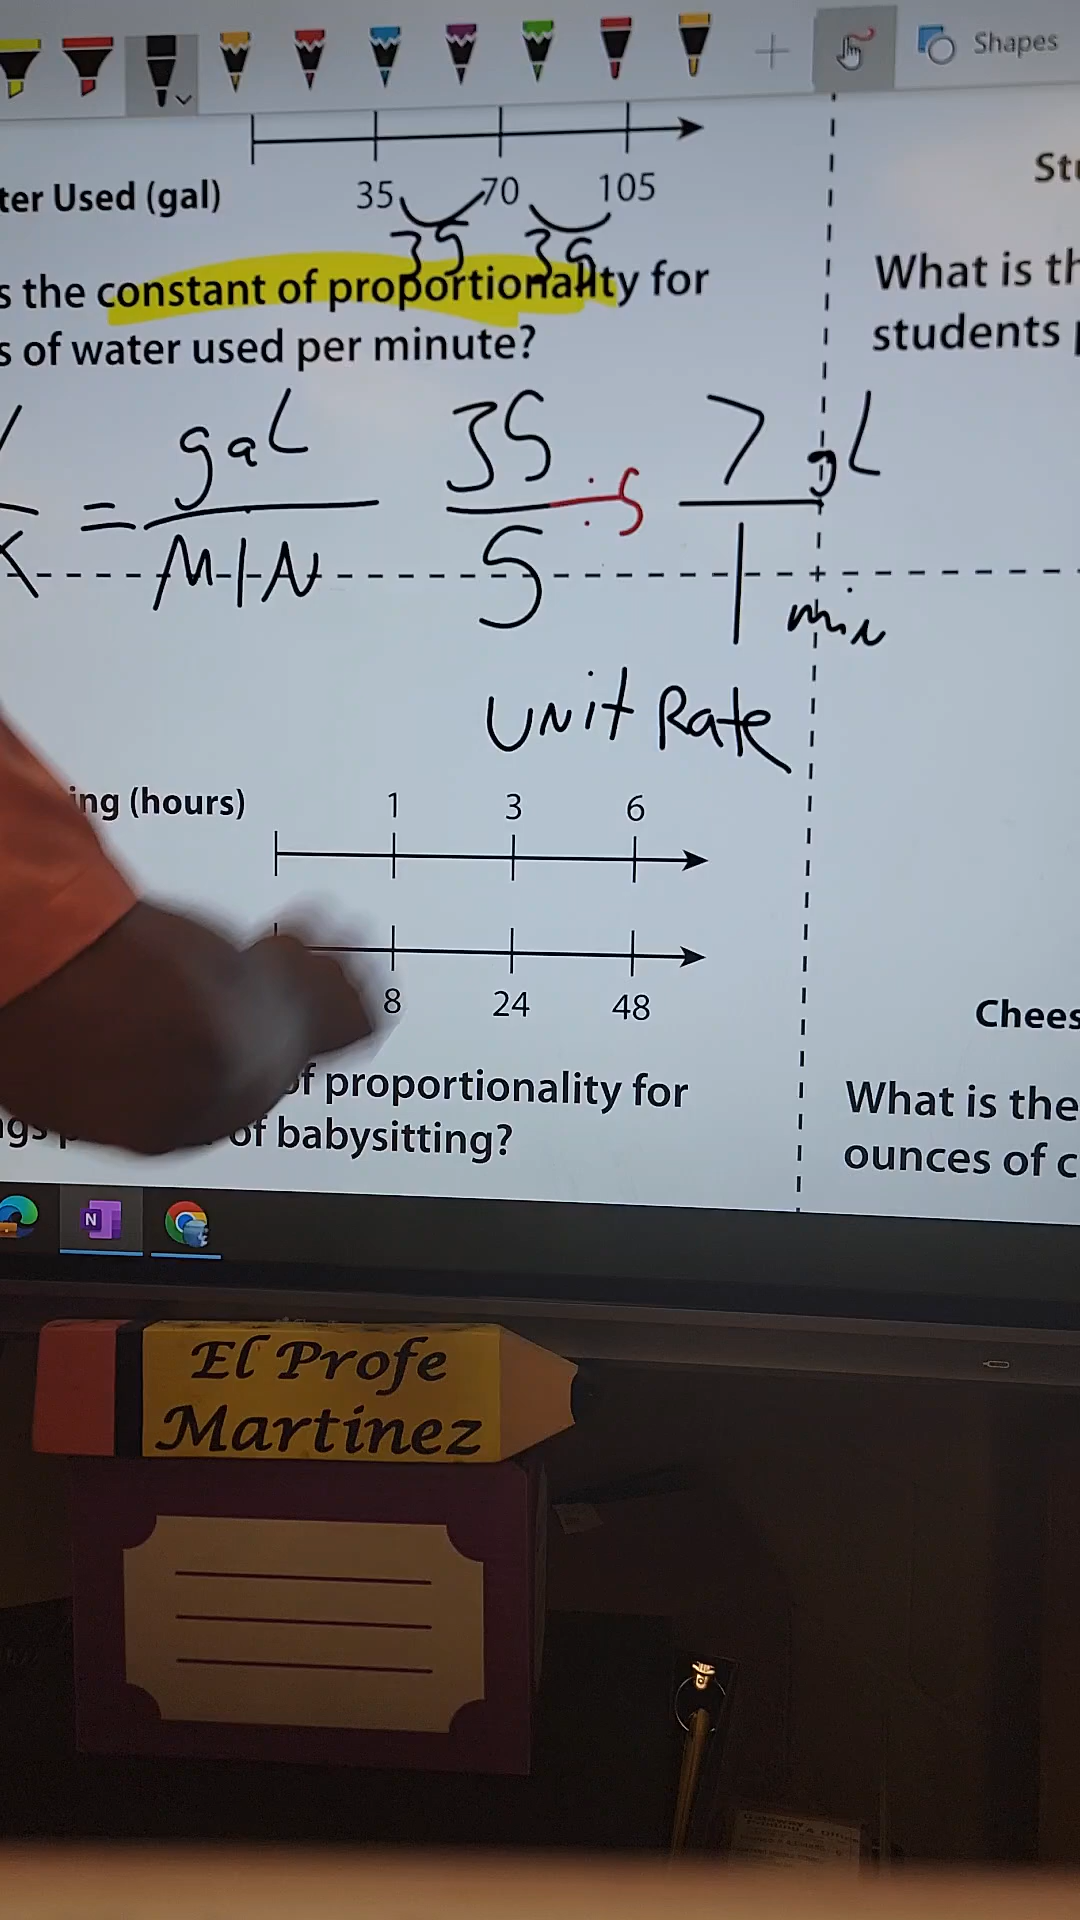 Shapes
ter Used (gal) 35 70 105
35 35
s the constant of proportionality for
s of water used per minute?
= gal/MIN 35/5 ÷5 7/1 gL
min
Unit Rate
ing (hours) 1 3 6
8 24 48
of proportionality for
of babysitting?
What is th
students
Chees
What is the
ounces of c
N
El Profe
Martinez